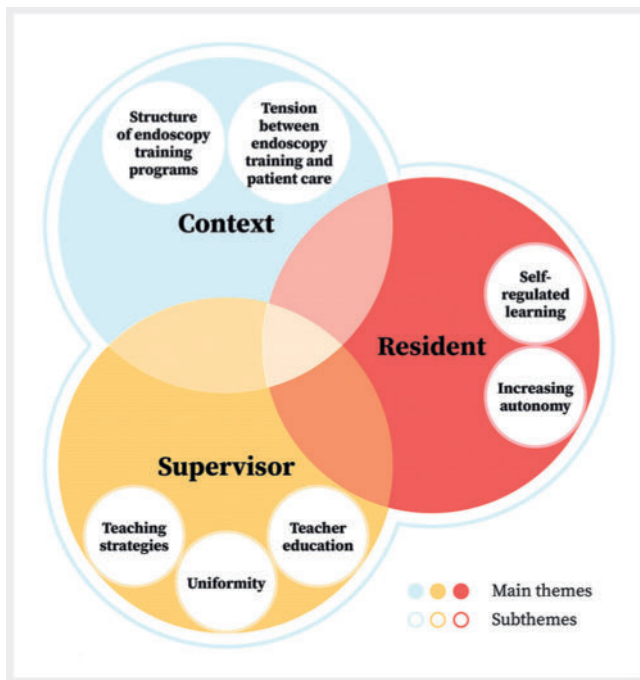 Structure
of endoscopy
training
programs
Tension
between
endoscopy
training and
patient care
Context
Self-
regulated
learning
Resident
Increasing
autonomy
Supervisor
Teaching
strategies
Uniformity
Teacher
education
Main themes
Subthemes